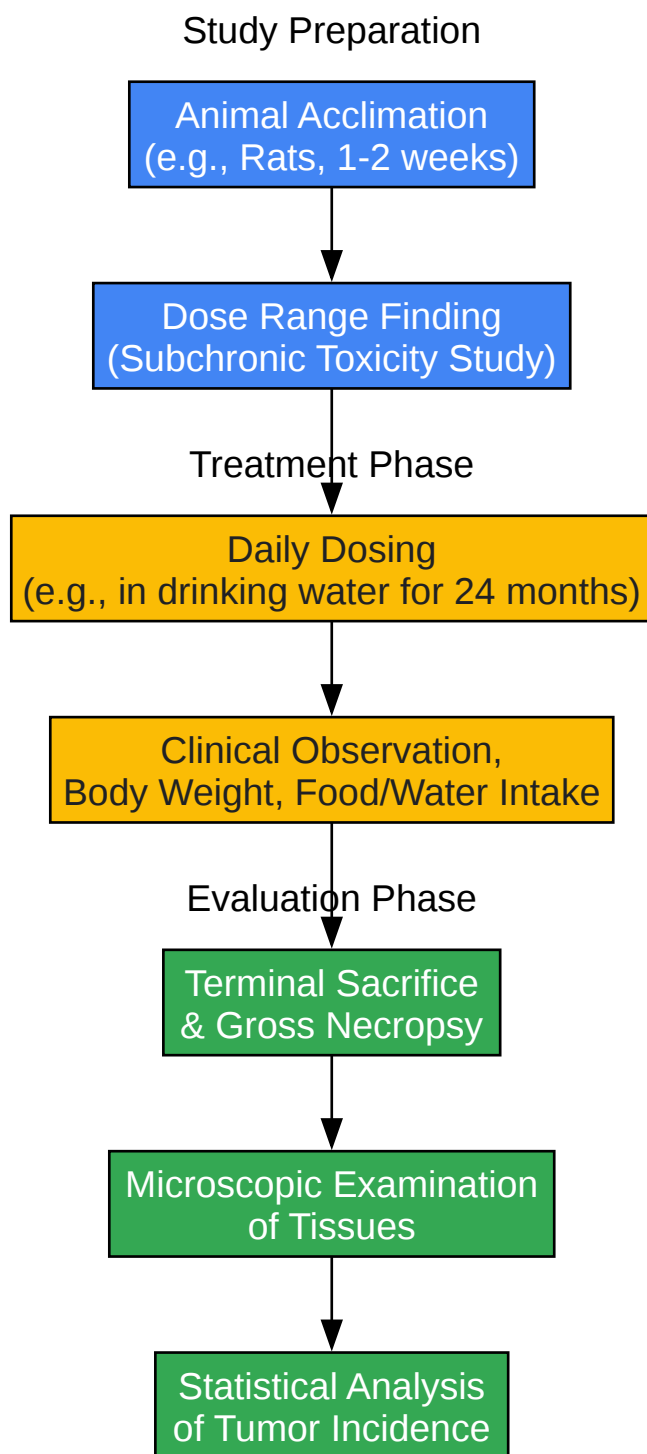 Study Preparation
Animal Acclimation
(e.g., Rats, 1-2 weeks)
Dose Range Finding
(Subchronic Toxicity Study)
Treatment Phase
Daily Dosing
(e.g., in drinking water for 24 months)
Clinical Observation,
Body Weight, Food/Water Intake
Evaluation Phase
Terminal Sacrifice
& Gross Necropsy
Microscopic Examination
of Tissues
Statistical Analysis
of Tumor Incidence